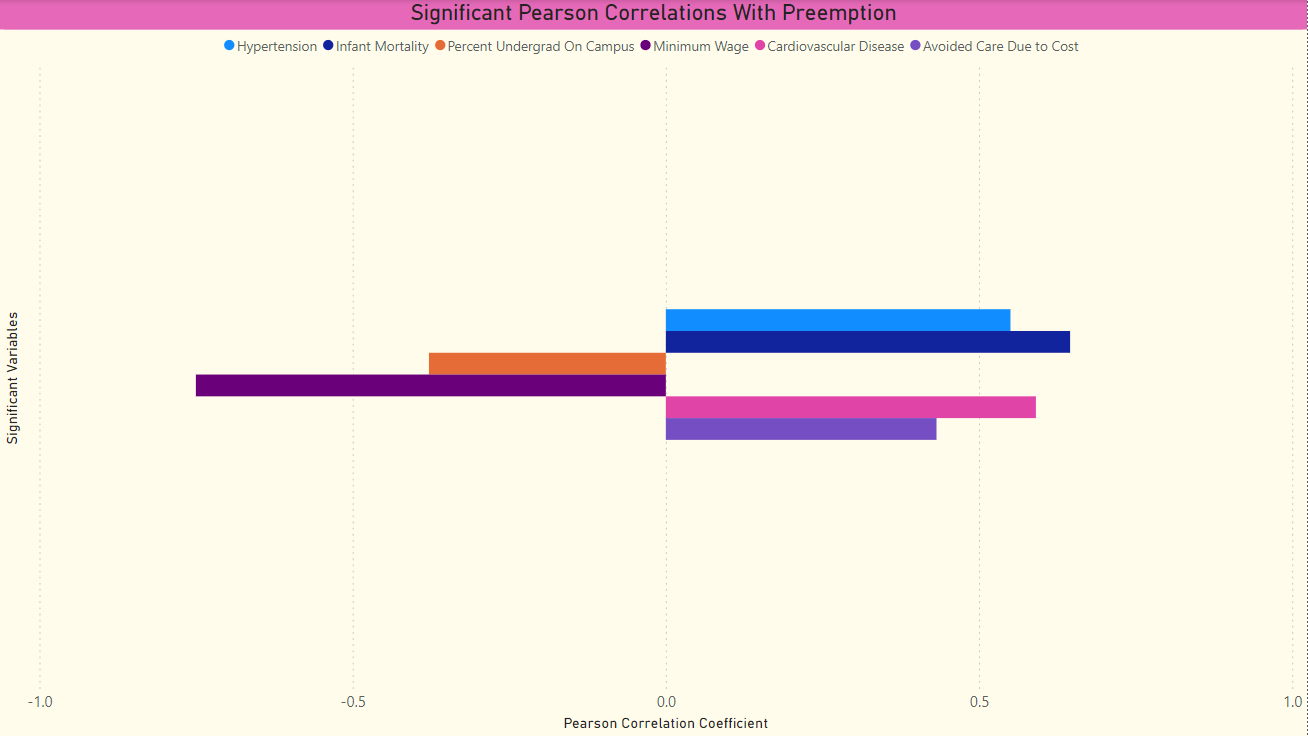 Significant Pearson Correlations With Preemption
Hypertension Infant Mortality Percent Undergrad On Campus Minimum Wage Cardiovascular Disease Avoided Care Due to Cost
Significant Variables
-1.0 -0.5 0.0 0.5 1.0
Pearson Correlation Coefficient